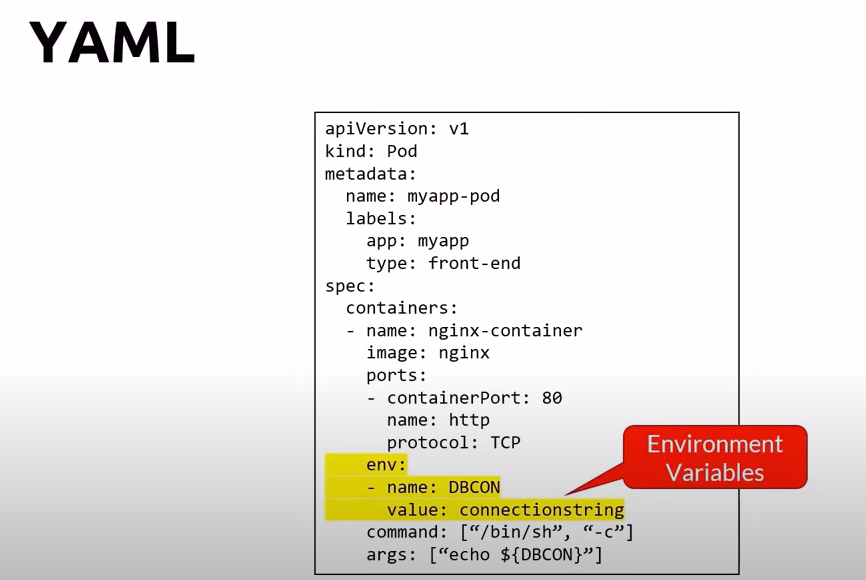 YAML
apiVersion: v1
kind: Pod
metadata:
  name: myapp-pod
  labels:
    app: myapp
    type: front-end
spec:
  containers:
  - name: nginx-container
    image: nginx
    ports:
    - containerPort: 80
      name: http
      protocol: TCP
    env:
    - name: DBCON
      value: connectionstring
    command: [“/bin/sh”, “-c”]
    args: [“echo ${DBCON}”]
Environment
Variables